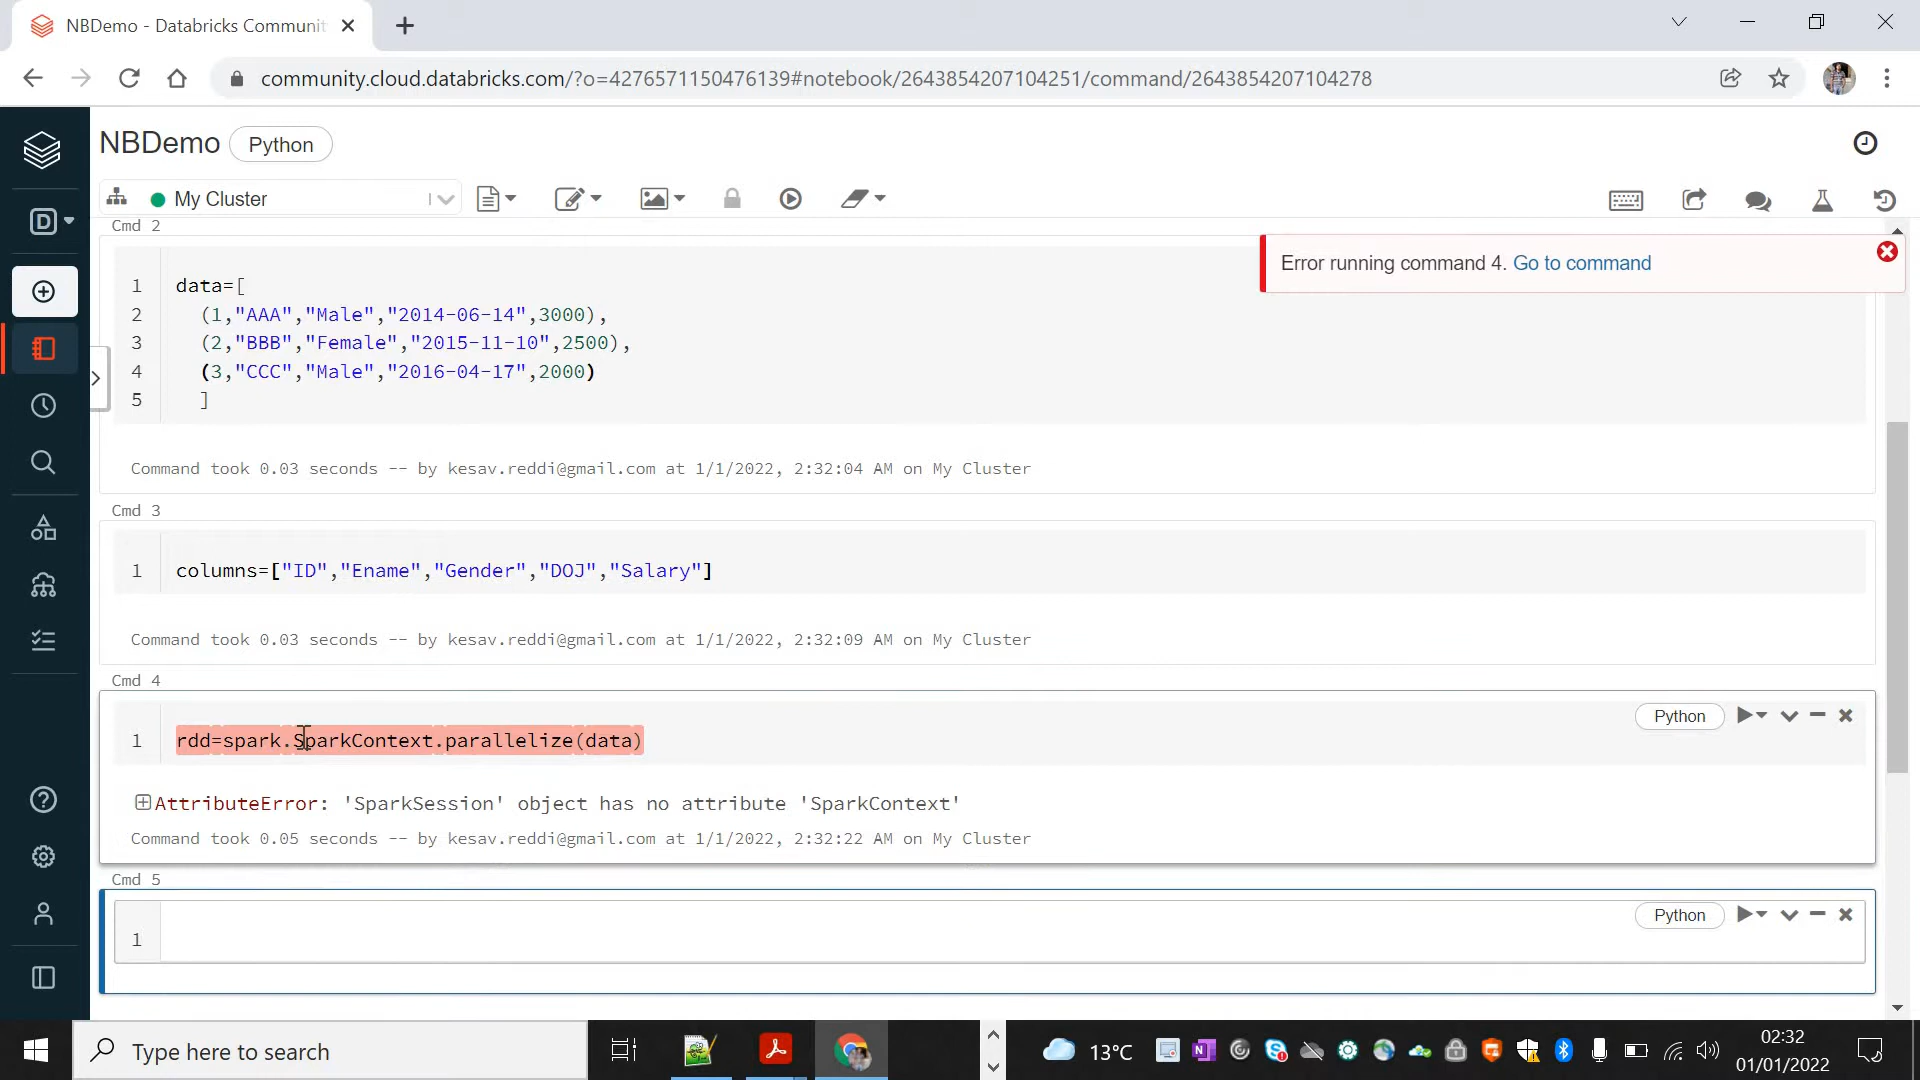 NBDemo - Databricks Communit
community.cloud.databricks.com/?o=4276571150476139#notebook/2643854207104251/command/2643854207104278
NBDemo
Python
My Cluster
D
Cmd 2
Error running command 4. Go to command
1 data=[
2 (1,"AAA","Male","2014-06-14",3000),
3 (2,"BBB","Female","2015-11-10",2500),
4 (3,"CCC","Male","2016-04-17",2000)
5 ]
Command took 0.03 seconds -- by kesav.reddi@gmail.com at 1/1/2022, 2:32:04 AM on My Cluster
Cmd 3
1 columns=["ID","Ename","Gender","DOJ","Salary"]
Command took 0.03 seconds -- by kesav.reddi@gmail.com at 1/1/2022, 2:32:09 AM on My Cluster
Cmd 4
Python
1 rdd=spark.SparkContext.parallelize(data)
AttributeError: 'SparkSession' object has no attribute 'SparkContext'
Command took 0.05 seconds -- by kesav.reddi@gmail.com at 1/1/2022, 2:32:22 AM on My Cluster
Cmd 5
Python
1
Type here to search
13°C
02:32
01/01/2022